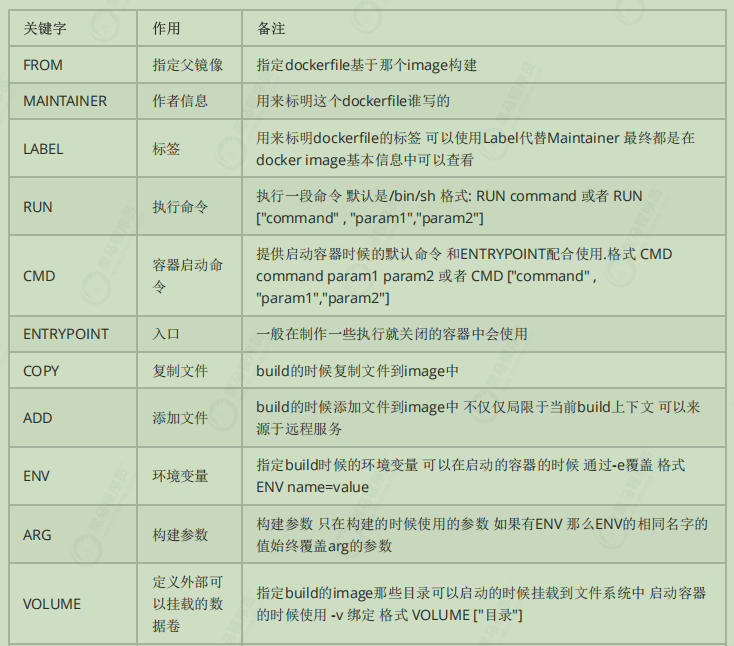 关键字 作用 备注
FROM 指定父镜像 指定dockerfile基于那个image构建
MAINTAINER 作者信息 用来标明这个dockerfile谁写的
LABEL 标签 用来标明dockerfile的标签 可以使用Label代替Maintainer 最终都是在
docker image基本信息中可以查看
RUN 执行命令 执行一段命令 默认是/bin/sh 格式: RUN command 或者 RUN
["command" , "param1","param2"]
CMD 容器启动命
令
提供启动容器时候的默认命令 和ENTRYPOINT配合使用.格式 CMD
command param1 param2 或者 CMD ["command" ,
"param1","param2"]
ENTRYPOINT 入口 一般在制作一些执行就关闭的容器中会使用
COPY 复制文件 build的时候复制文件到image中
ADD 添加文件 build的时候添加文件到image中 不仅仅局限于当前build上下文 可以来
源于远程服务
ENV 环境变量 指定build时候的环境变量 可以在启动的容器的时候 通过-e覆盖 格式
ENV name=value
ARG 构建参数 构建参数 只在构建的时候使用的参数 如果有ENV 那么ENV的相同名字的
值始终覆盖arg的参数
VOLUME 定义外部可
以挂载的数
据卷
指定build的image那些目录可以启动的时候挂载到文件系统中 启动容器
的时候使用 -v 绑定 格式 VOLUME ["目录"]